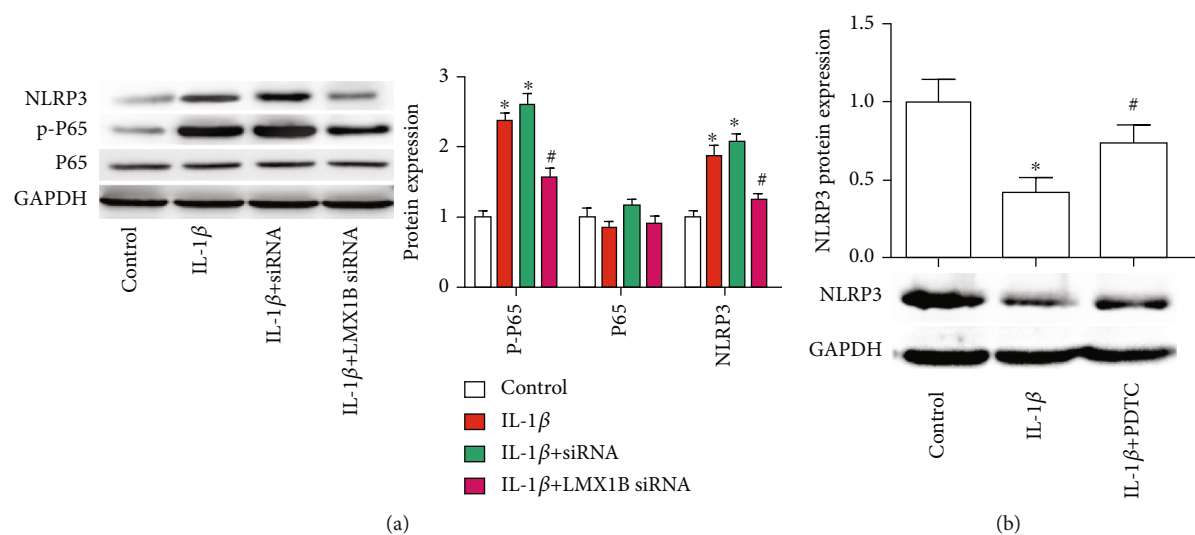 NLRP3
p-P65
P65
GAPDH
Control
IL-1β
IL-1β+siRNA
IL-1β+LMX1B siRNA
Protein expression
3
2
1
0
*
*
#
*
*
#
P-P65
P65
NLRP3
Control
IL-1β
IL-1β+siRNA
IL-1β+LMX1B siRNA
(a)
NLRP3 protein expression
1.5
1.0
0.5
0.0
*
#
NLRP3
GAPDH
Control
IL-1β
IL-1β+PDTC
(b)